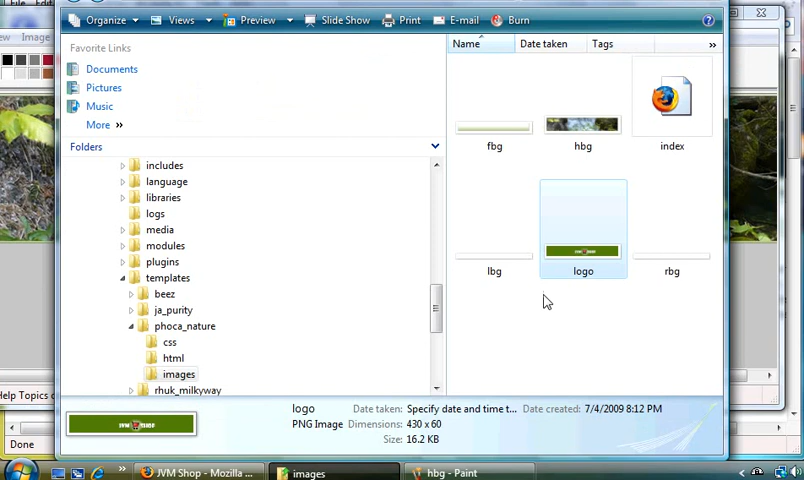 File Edit
Image
Organize Views Preview Slide Show Print E-mail Burn
Favorite Links
Documents
Pictures
Music
More »
Folders
includes
language
libraries
logs
media
modules
plugins
templates
beez
ja_purity
phoca_nature
css
html
images
rhuk_milkyway
Name Date taken Tags »
fbg hbg index
lbg logo rbg
JVM SHOP
logo Date taken: Specify date and time t... Date created: 7/4/2009 8:12 PM
PNG Image Dimensions: 430 x 60
Size: 16.2 KB
Help Topics
Done
» JVM Shop - Mozilla ... images hbg - Paint